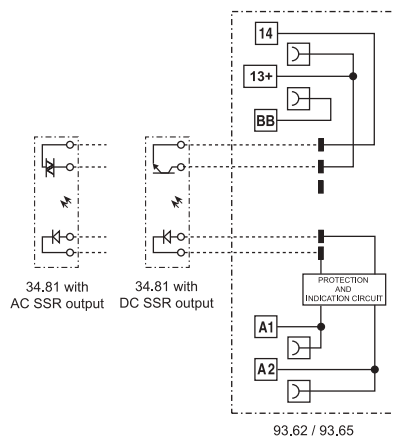 14
13+
BB
34.81 with
AC SSR output
34.81 with
DC SSR output
PROTECTION
AND
INDICATION CIRCUIT
A1
A2
93.62 / 93.65